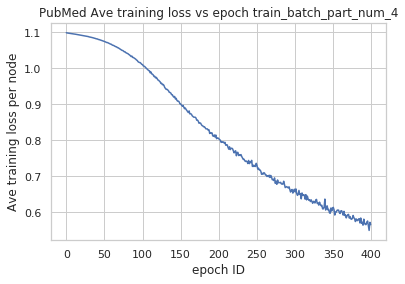 PubMed Ave training loss vs epoch train_batch_part_num_4
1.1
1.0
0.9
0.8
0.7
0.6
Ave training loss per node
0 50 100 150 200 250 300 350 400
epoch ID